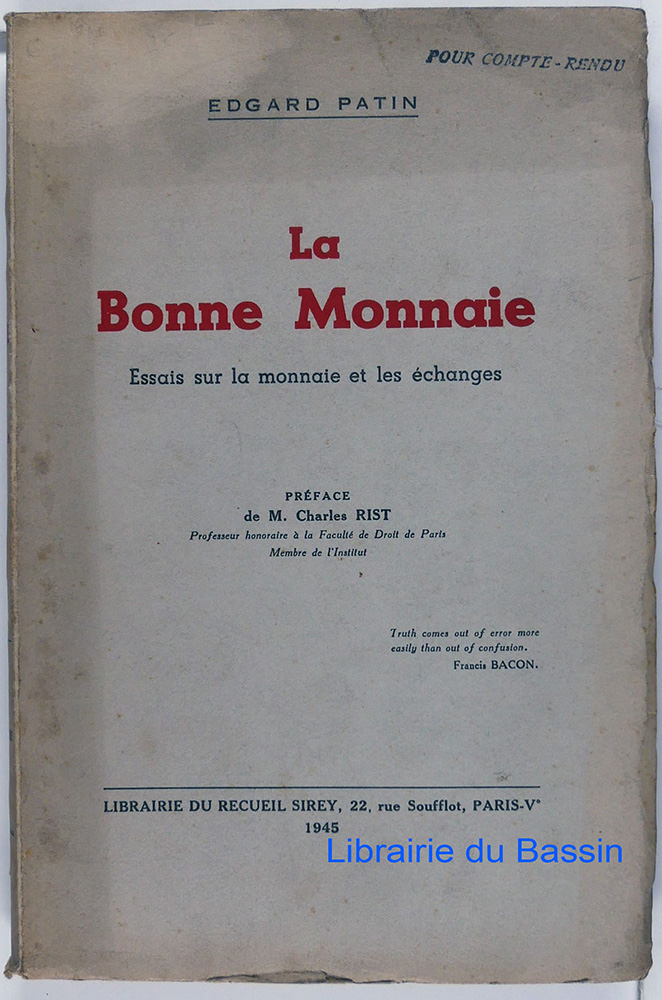 POUR COMPTE-RENDU
EDGARD PATIN
La
Bonne Monnaie
Essais sur la monnaie et les échanges
PRÉFACE
de M. Charles RIST
Professeur honoraire à la Faculté de Droit de Paris
Membre de l'Institut
Truth comes out of error more
easily than out of confusion.
Francis BACON.
LIBRAIRIE DU RECUEIL SIREY, 22, rue Soufflot, PARIS-Vᵉ
1945
Librairie du Bassin